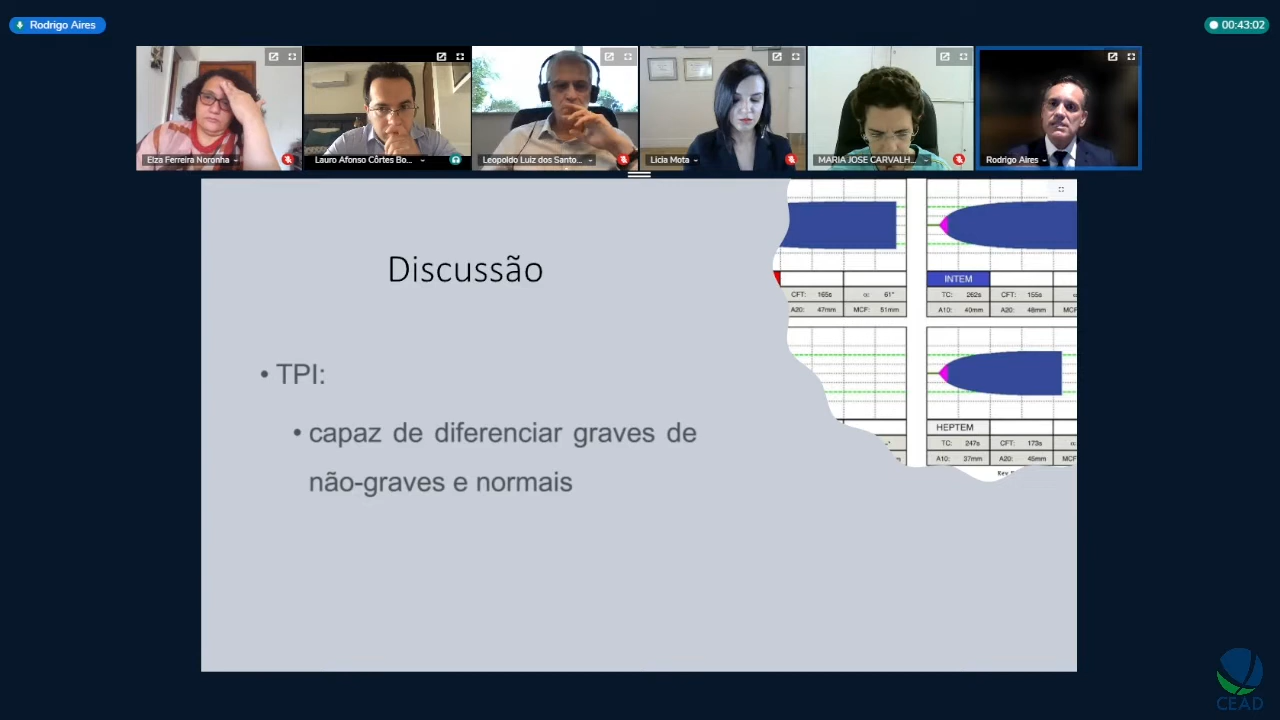 Rodrigo Aires
00:43:02
Elza Ferreira Noronha
Lauro Afonso Côrtes Bo...
Leopoldo Luiz dos Santo...
Licia Mota
MARIA JOSE CARVALH...
Rodrigo Aires
Discussão
• TPI:
• capaz de diferenciar graves de
não-graves e normais
CFT: 165s α: 61°
A20: 47mm MCF: 51mm
INTEM
TC: 262s CFT: 155s α:
A10: 40mm A20: 48mm MCF
HEPTEM
TC: 247s CFT: 173s α:
A10: 37mm A20: 45mm MCF
CEAD